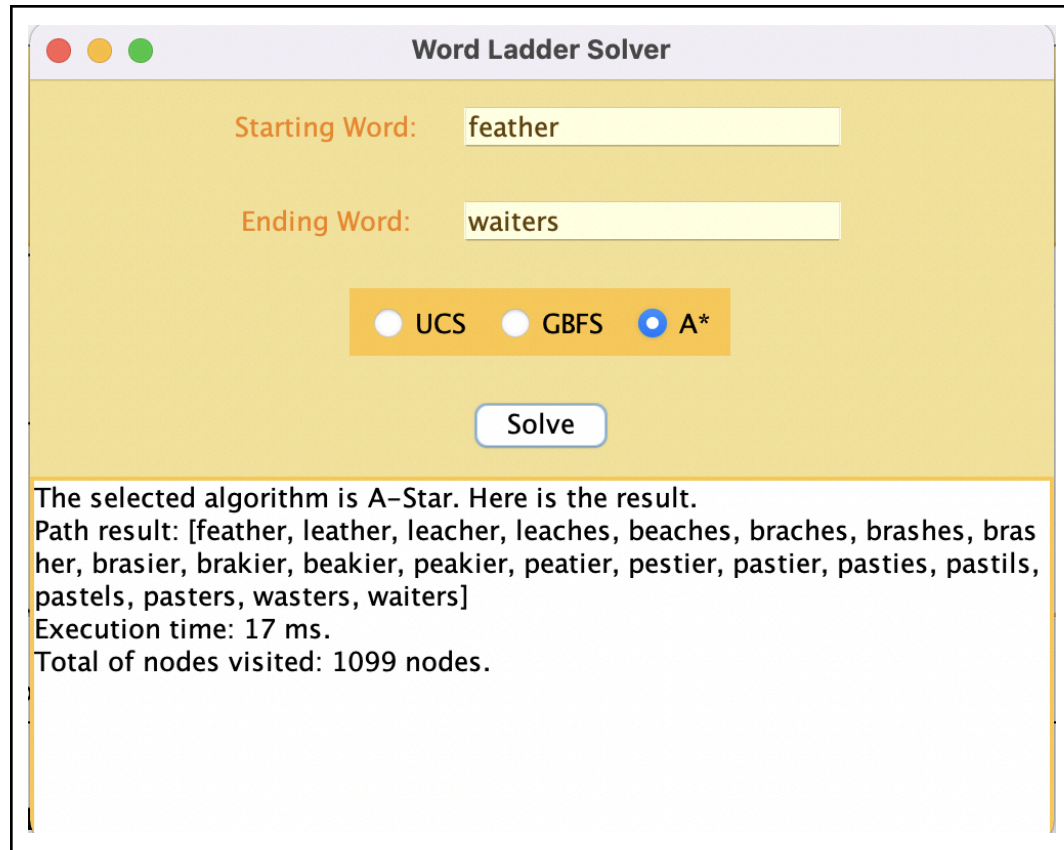 Word Ladder Solver
Starting Word: feather
Ending Word: waiters
UCS GBFS A*
Solve
The selected algorithm is A-Star. Here is the result.
Path result: [feather, leather, leacher, leaches, beaches, braches, brashes, bras
her, brasier, brakier, beakier, peakier, peatier, pestier, pastier, pasties, pastils,
pastels, pasters, wasters, waiters]
Execution time: 17 ms.
Total of nodes visited: 1099 nodes.